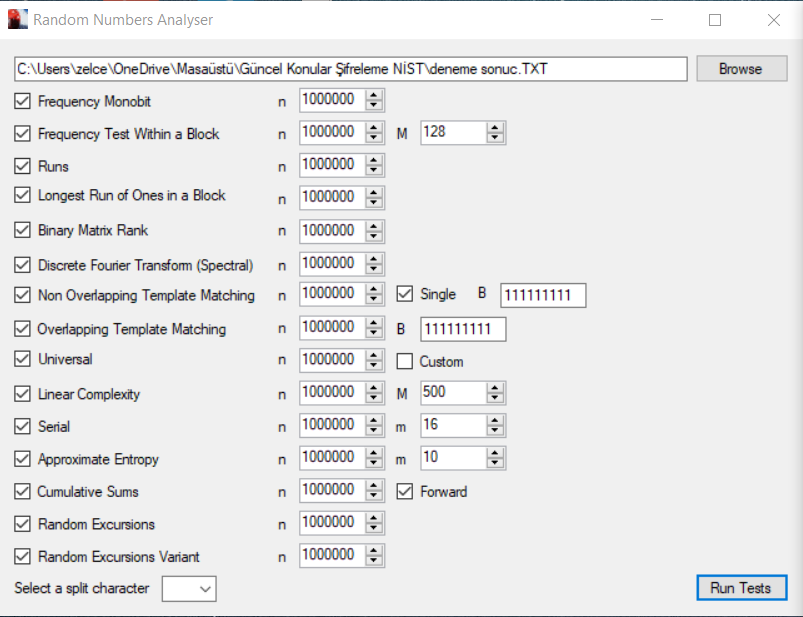 Random Numbers Analyser
C:\Users\zelce\OneDrive\Masaüstü\Güncel Konular Şifreleme NİST\deneme sonuc.TXT Browse
Frequency Monobit n 1000000
Frequency Test Within a Block n 1000000 M 128
Runs n 1000000
Longest Run of Ones in a Block n 1000000
Binary Matrix Rank n 1000000
Discrete Fourier Transform (Spectral) n 1000000
Non Overlapping Template Matching n 1000000 Single B 111111111
Overlapping Template Matching n 1000000 B 111111111
Universal n 1000000 Custom
Linear Complexity n 1000000 M 500
Serial n 1000000 m 16
Approximate Entropy n 1000000 m 10
Cumulative Sums n 1000000 Forward
Random Excursions n 1000000
Random Excursions Variant n 1000000
Select a split character Run Tests